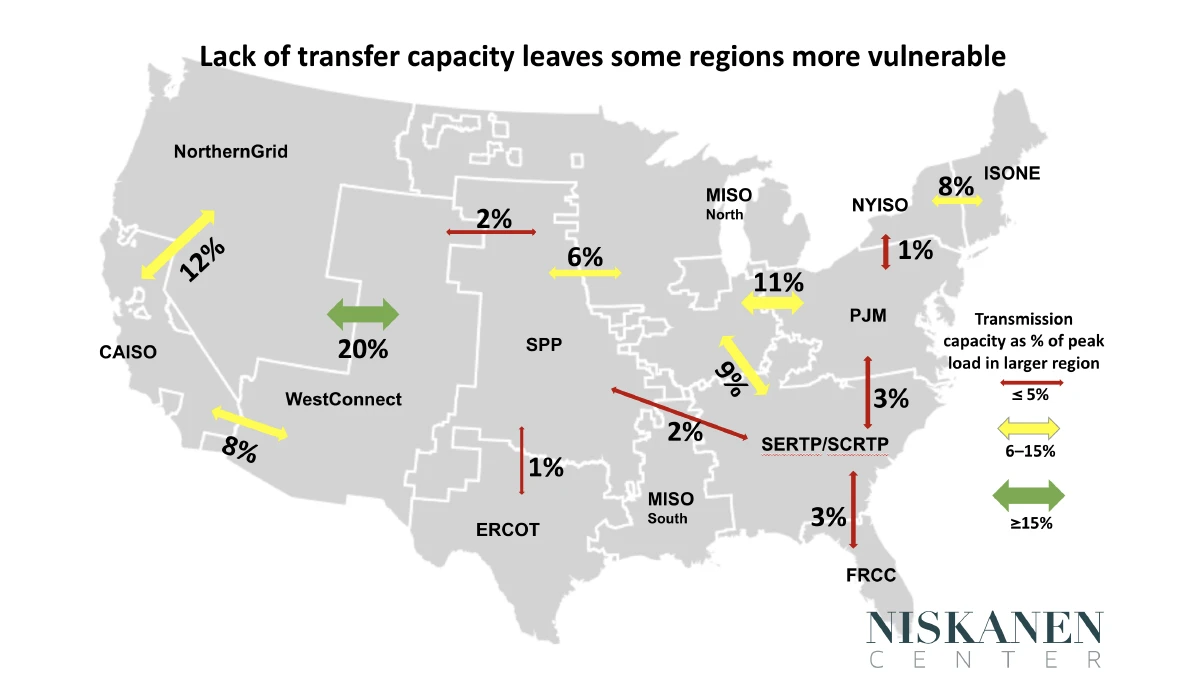 Lack of transfer capacity leaves some regions more vulnerable
NorthernGrid
ISONE
8%
MISO
North
NYISO
2%
1%
12%
6%
11%
PJM
Transmission
capacity as % of peak
load in larger region
≤ 5%
CAISO
20%
SPP
9%
WestConnect
3%
8%
2%
SERTP/SCRTP
6–15%
1%
MISO
South
3%
≥15%
ERCOT
FRCC
NISKANEN
CENTER